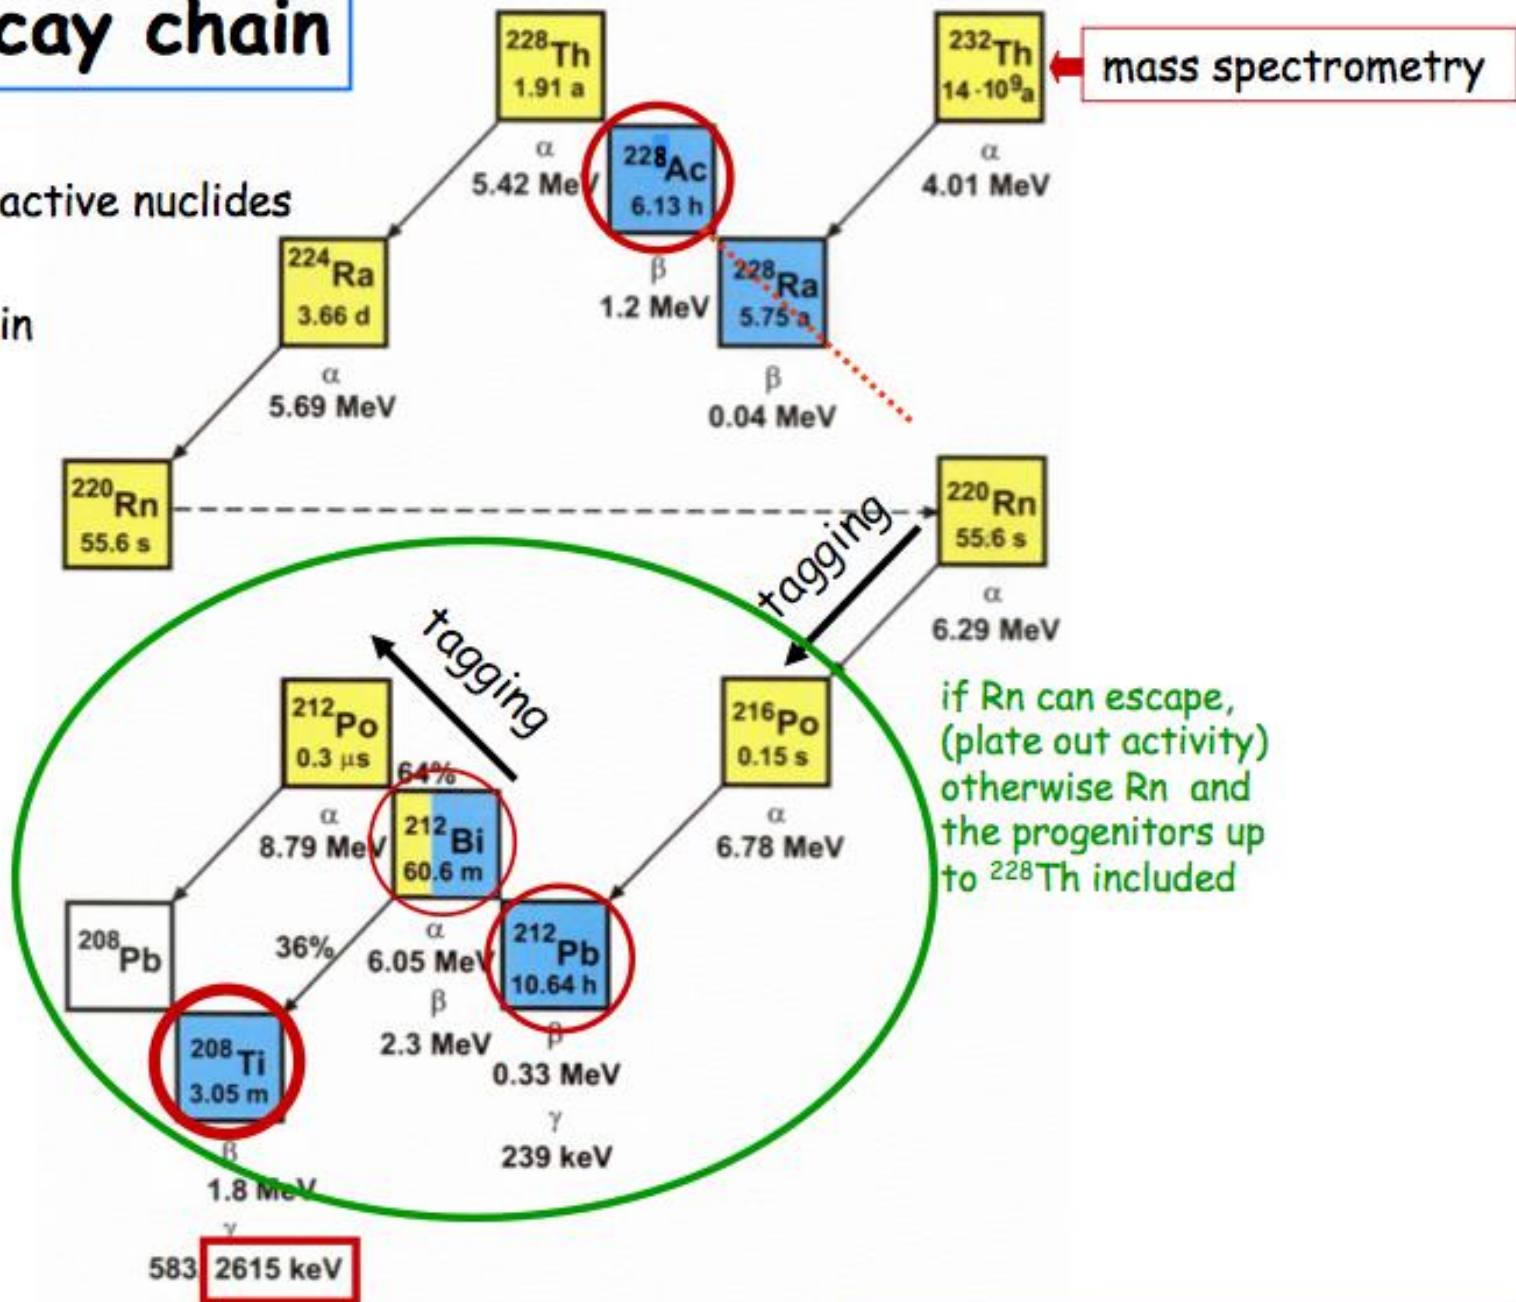 cay chain
228Th
1.91 a
232Th
14·10⁹a
mass spectrometry
α
5.42 MeV
228Ac
6.13 h
α
4.01 MeV
active nuclides
in
224Ra
3.66 d
β
1.2 MeV
228Ra
5.75 a
α
5.69 MeV
β
0.04 MeV
220Rn
55.6 s
220Rn
55.6 s
tagging
α
6.29 MeV
tagging
212Po
0.3 μs
64%
216Po
0.15 s
if Rn can escape,
(plate out activity)
otherwise Rn and
the progenitors up
to 228Th included
α
8.79 MeV
212Bi
60.6 m
α
6.78 MeV
208Pb
36%
α
6.05 MeV
β
2.3 MeV
212Pb
10.64 h
β
0.33 MeV
γ
239 keV
208Ti
3.05 m
β
1.8 MeV
γ
583 2615 keV